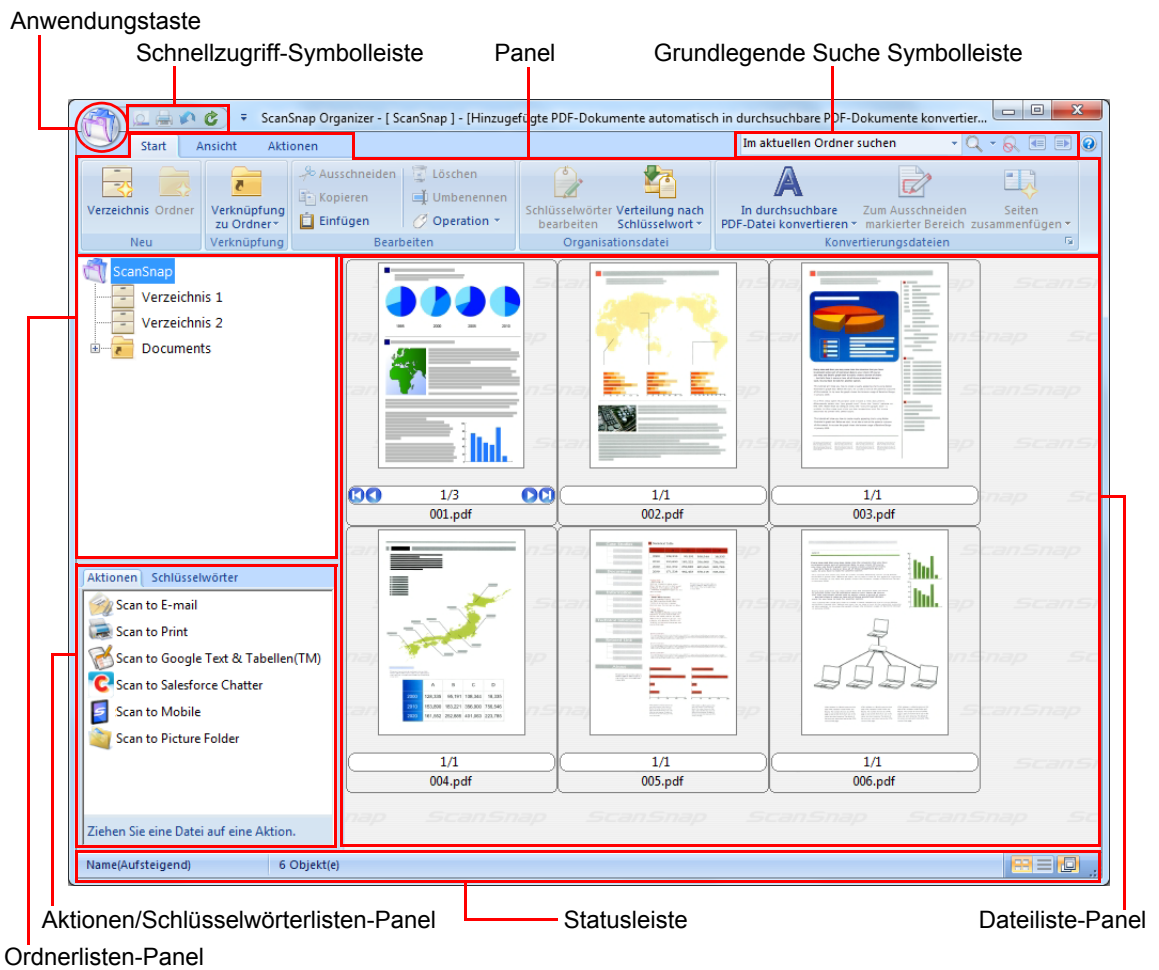 Anwendungstaste
Schnellzugriff-Symbolleiste
Panel
Grundlegende Suche Symbolleiste
ScanSnap Organizer - [ ScanSnap ] - [Hinzugefügte PDF-Dokumente automatisch in durchsuchbare PDF-Dokumente konvertier...
Start Ansicht Aktionen
Im aktuellen Ordner suchen
Verzeichnis Ordner
Neu
Verknüpfung
zu Ordner
Verknüpfung
Ausschneiden
Kopieren
Einfügen
Löschen
Umbenennen
Operation
Bearbeiten
Schlüsselwörter
bearbeiten
Verteilung nach
Schlüsselwort
Organisationsdatei
In durchsuchbare
PDF-Datei konvertieren
Zum Ausschneiden
markierter Bereich
Seiten
zusammenfügen
Konvertierungsdateien
ScanSnap
Verzeichnis 1
Verzeichnis 2
Documents
1/3
001.pdf
1/1
002.pdf
1/1
003.pdf
1/1
004.pdf
1/1
005.pdf
1/1
006.pdf
Aktionen Schlüsselwörter
Scan to E-mail
Scan to Print
Scan to Google Text & Tabellen(TM)
Scan to Salesforce Chatter
Scan to Mobile
Scan to Picture Folder
Ziehen Sie eine Datei auf eine Aktion.
Name(Aufsteigend)
6 Objekt(e)
Aktionen/Schlüsselwörterlisten-Panel
Statusleiste
Dateiliste-Panel
Ordnerlisten-Panel